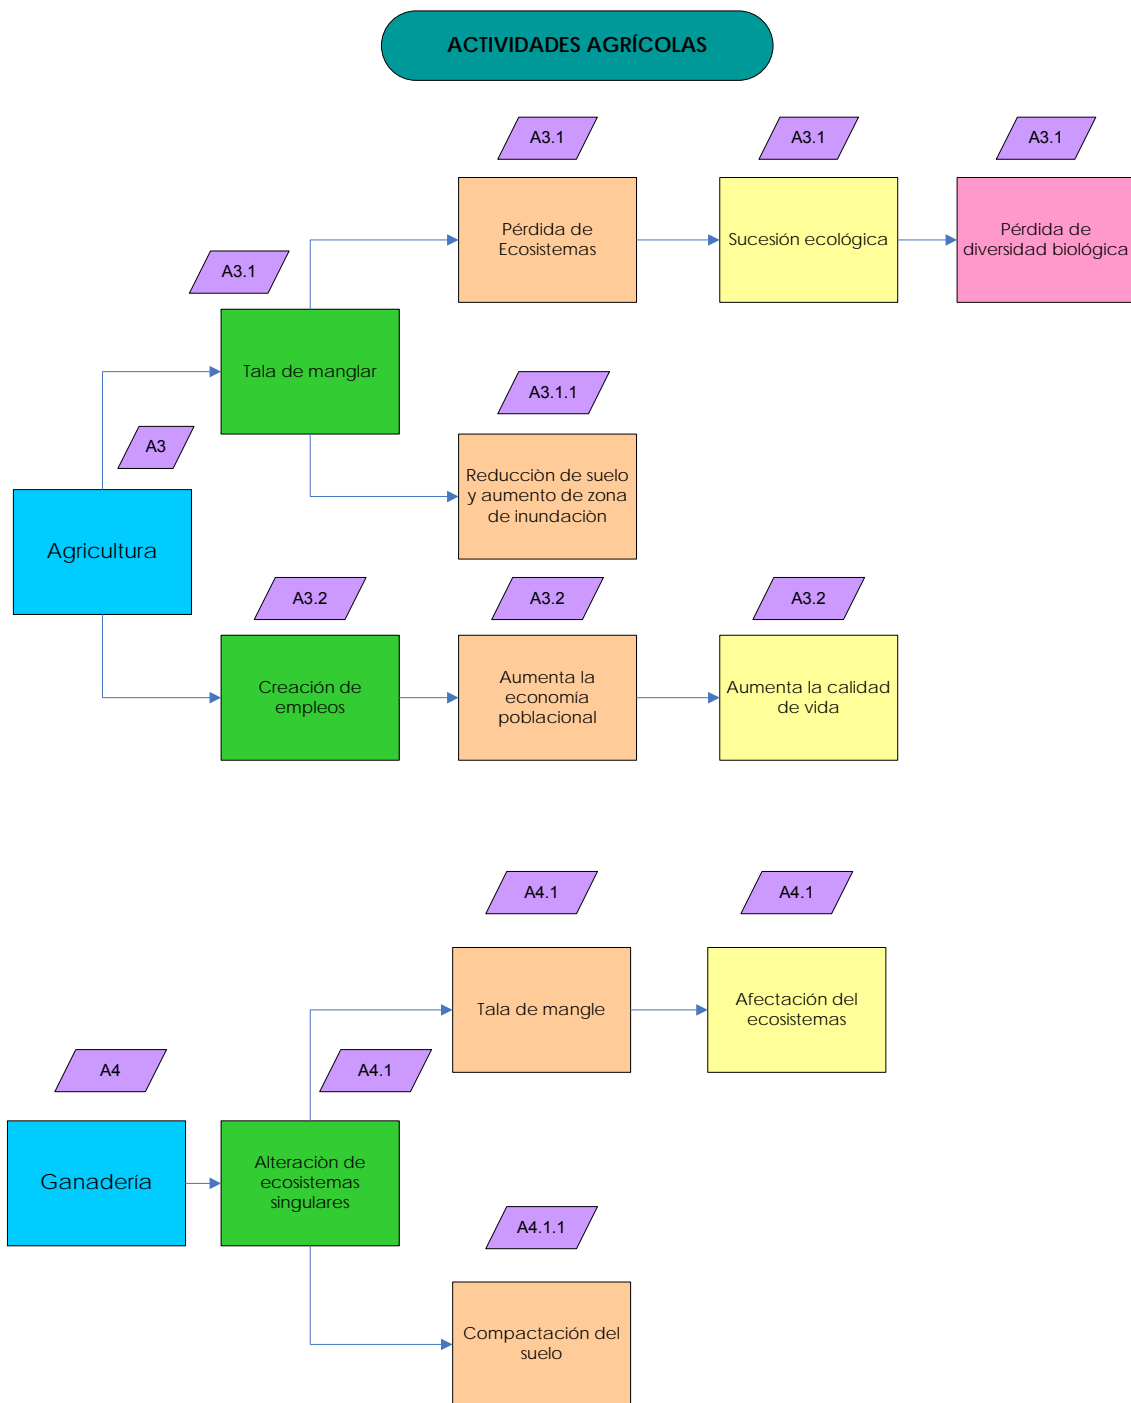 ACTIVIDADES AGRÍCOLAS
A3.1
A3.1
A3.1
Pérdida de
Ecosistemas
Sucesión ecológica
Pérdida de
diversidad biológica
A3.1
Tala de manglar
A3.1.1
A3
Reducciòn de suelo
y aumento de zona
de inundaciòn
Agricultura
A3.2
A3.2
A3.2
Creación de
empleos
Aumenta la
economía
poblacional
Aumenta la calidad
de vida
A4.1
A4.1
Tala de mangle
Afectación del
ecosistemas
A4
A4.1
Ganadería
Alteraciòn de
ecosistemas
singulares
A4.1.1
Compactación del
suelo